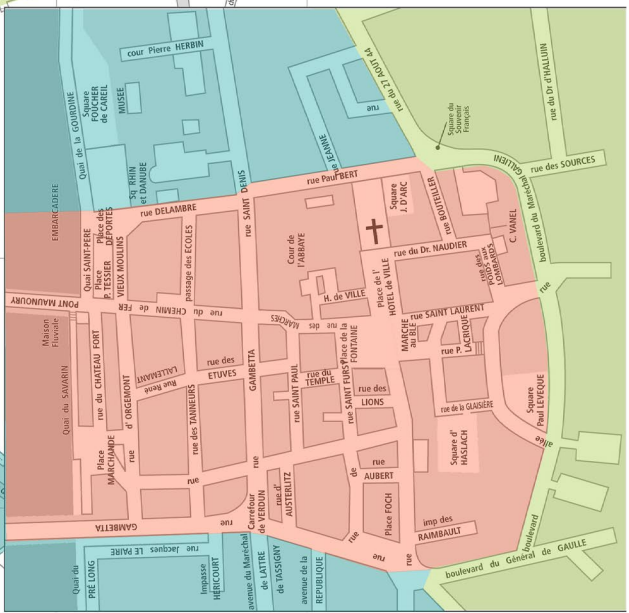 cour Pierre HERBIN
MUSEE
Square
FOUCHER
de CAREIL
Quai de la GOURDINE
Sq RHIN
et DANUBE
rue JEANNE
rue
rue du 27 AOUT 44
Square du
Souvenir
Français
rue du Dr d'HALLUIN
rue des SOURCES
boulevard du Maréchal GALLIENI
rue Paul BERT
rue SAINT DENIS
rue DELAMBRE
EMBARCADERE
Quai SAINT-PERE
Place des
DÉPORTES
Place
P. TESSIER
VIEUX MOULINS
passage des ECOLES
Cour de
l'ABBAYE
Square
J. D'ARC
rue BOUTEILLER
C. VANEL
rue du Dr. NAUDIER
rue des
POIDS aux
LOMBARDS
Place de l'
HOTEL de VILLE
H. de VILLE
PONT MAUNOURY
rue du CHEMIN de FER
rue des MARCHES
rue SAINT LAURENT
rue
Maison
Fluviale
Quai du SAVARIN
rue du CHATEAU FORT
rue d' ORGEMONT
Rue René
LALLEMANT
rue des
ETUVES
GAMBETTA
rue SAINT PAUL
rue du
TEMPLE
Place de la
FONTAINE
rue SAINT FURSY
MARCHE
au BLE
rue P. LACRIQUE
rue des
LIONS
rue de la GLAISIÈRE
Square
Paul LEVEQUE
allée
rue des TANNEURS
Place
MARCHANDE
rue
rue
Carrefour
de VERDUN
rue d'
AUSTERLITZ
de
rue
AUBERT
Square d'
HASLACH
Place FOCH
imp des
RAIMBAULT
rue
rue
rue
GAMBETTA
rue
boulevard
boulevard du Général de GAULLE
rue Jacques LE PAIRE
Quai du
PRÉ LONG
Impasse
HÉRICOURT
avenue du Maréchal
de LATTRE
de TASSIGNY
avenue de la
REPUBLIQUE